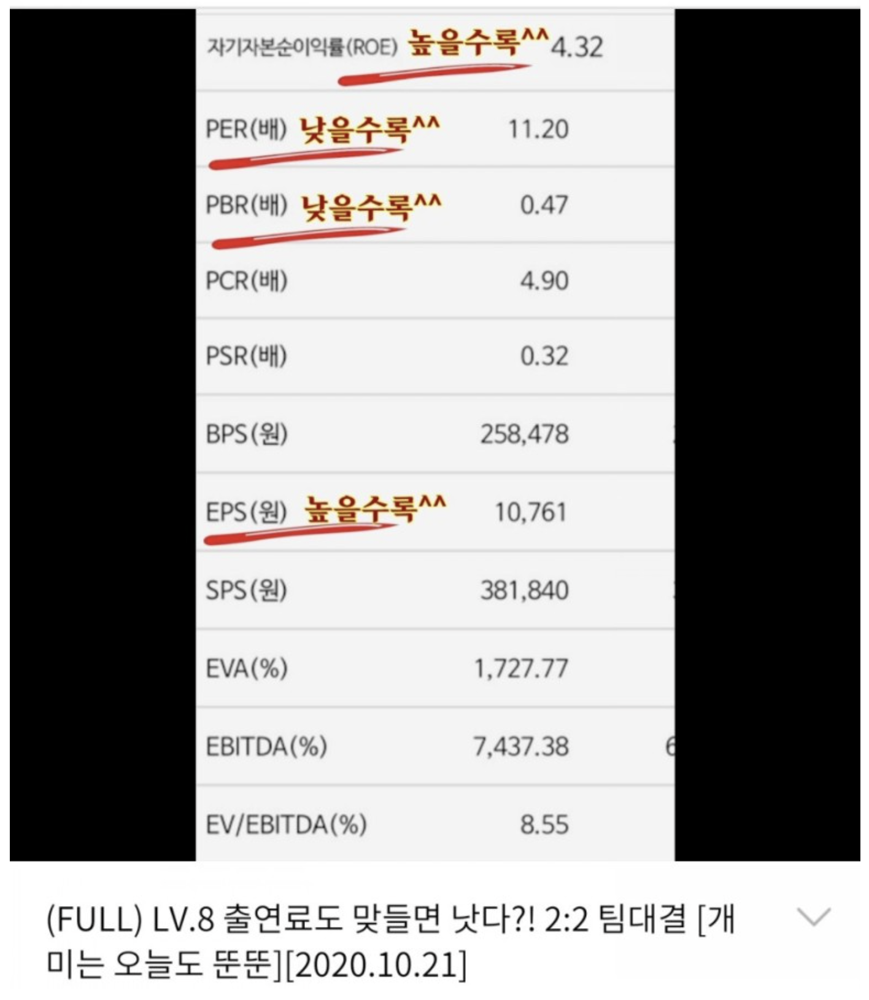 자기자본순이익률(ROE) 높을수록^^ 4.32
PER(배) 낮을수록^^ 11.20
PBR(배) 낮을수록^^ 0.47
PCR(배) 4.90
PSR(배) 0.32
BPS(원) 258,478
EPS(원) 높을수록^^ 10,761
SPS(원) 381,840
EVA(%) 1,727.77
EBITDA(%) 7,437.38
EV/EBITDA(%) 8.55
(FULL) LV.8 출연료도 맞들면 낫다?! 2:2 팀대결 [개
미는 오늘도 뚠뚠][2020.10.21]